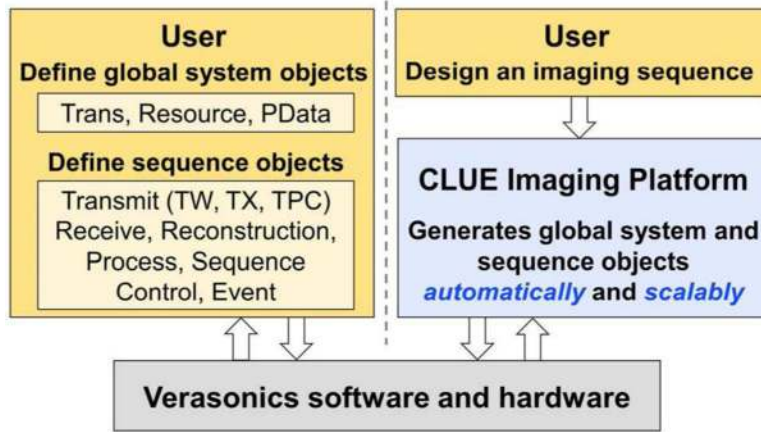 User
Define global system objects
Trans, Resource, PData
Define sequence objects
Transmit (TW, TX, TPC)
Receive, Reconstruction,
Process, Sequence
Control, Event
User
Design an imaging sequence
CLUE Imaging Platform
Generates global system and
sequence objects
automatically and scalably
Verasonics software and hardware